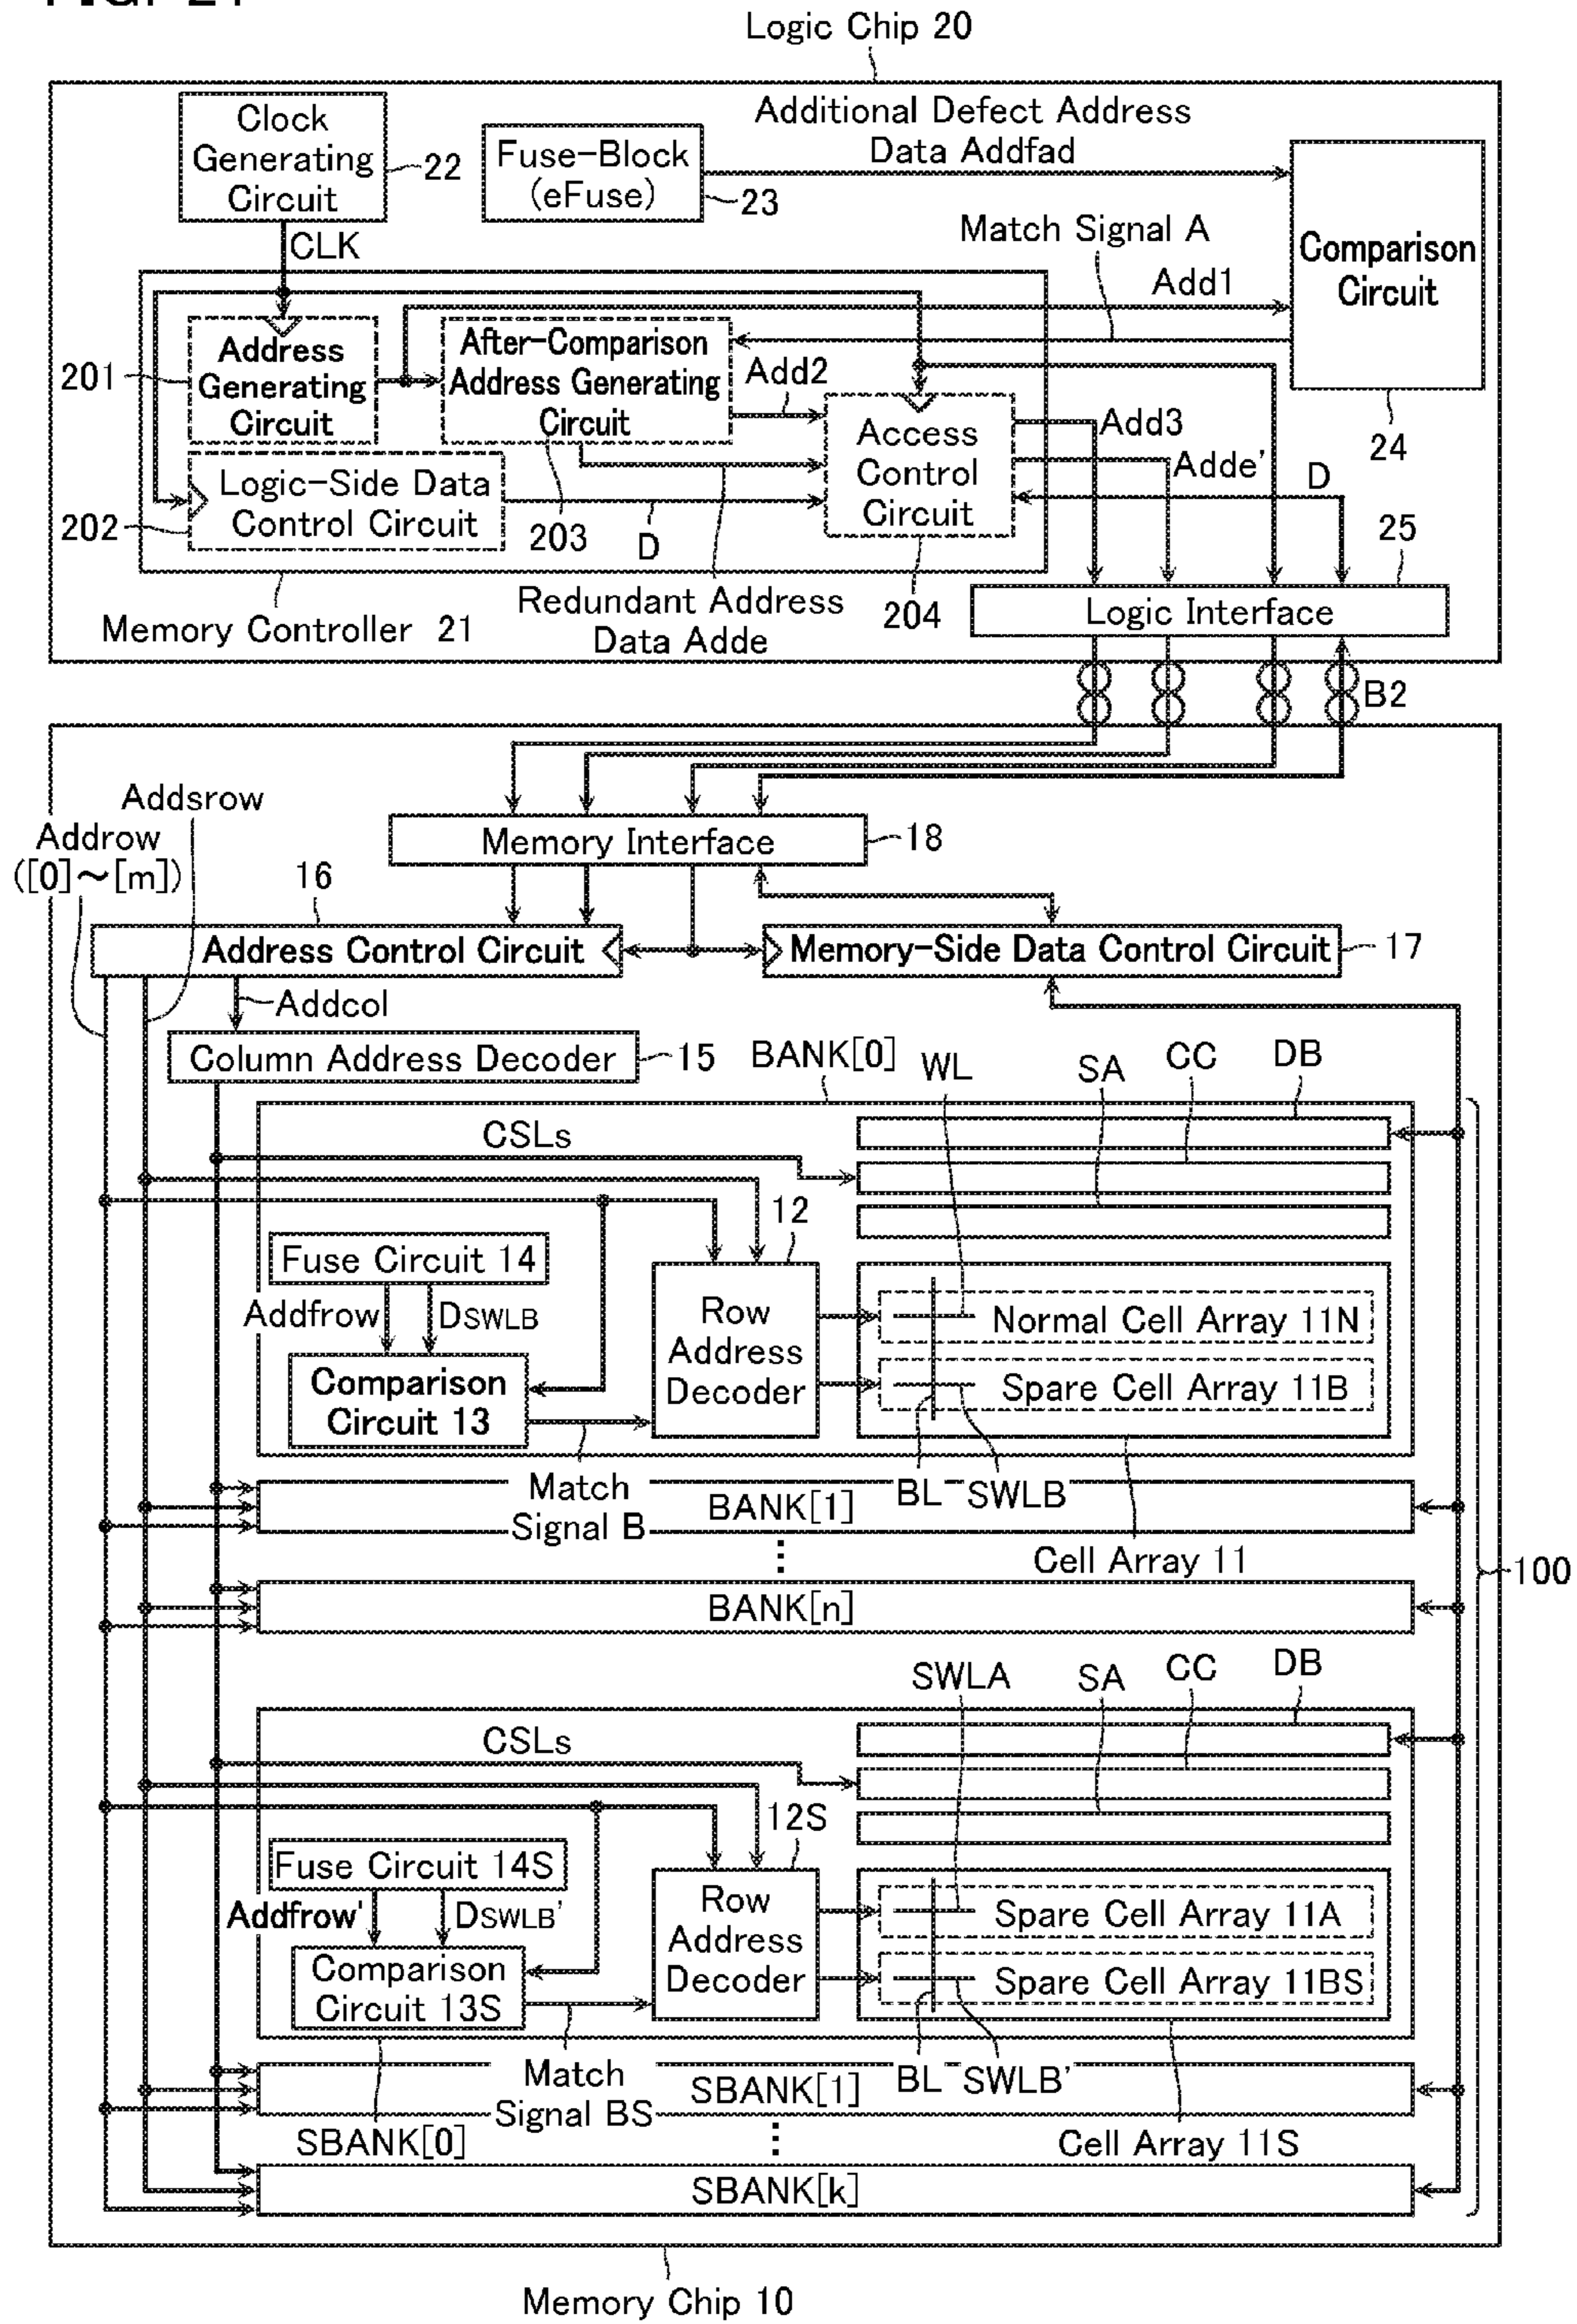 FIG. 21
Logic Chip 20
Clock
Generating
Circuit
22
Fuse-Block
(eFuse)
23
Additional Defect Address
Data Addfad
Match Signal A
Comparison
Circuit
24
CLK
Add1
201
Address
Generating
Circuit
After-Comparison
Address Generating
Circuit
Add2
Access
Control
Circuit
Add3
Adde'
D
25
202
Logic-Side Data
Control Circuit
203
D
204
Redundant Address
Data Adde
Memory Controller 21
Logic Interface
B2
Addsrow
Addrow
([0]~[m])
Memory Interface
18
16
Address Control Circuit
Memory-Side Data Control Circuit
17
Addcol
Column Address Decoder
15
BANK[0]
WL
SA
CC
DB
CSLs
12
Fuse Circuit 14
Addfrow
DSWLB
Comparison
Circuit 13
Row
Address
Decoder
Normal Cell Array 11N
Spare Cell Array 11B
Match
Signal B
BL
SWLB
BANK[1]
⋮
Cell Array 11
100
BANK[n]
SWLA
SA
CC
DB
CSLs
12S
Fuse Circuit 14S
Addfrow'
DSWLB'
Comparison
Circuit 13S
Row
Address
Decoder
Spare Cell Array 11A
Spare Cell Array 11BS
Match
Signal BS
BL
SWLB'
SBANK[1]
SBANK[0]
⋮
Cell Array 11S
SBANK[k]
Memory Chip 10